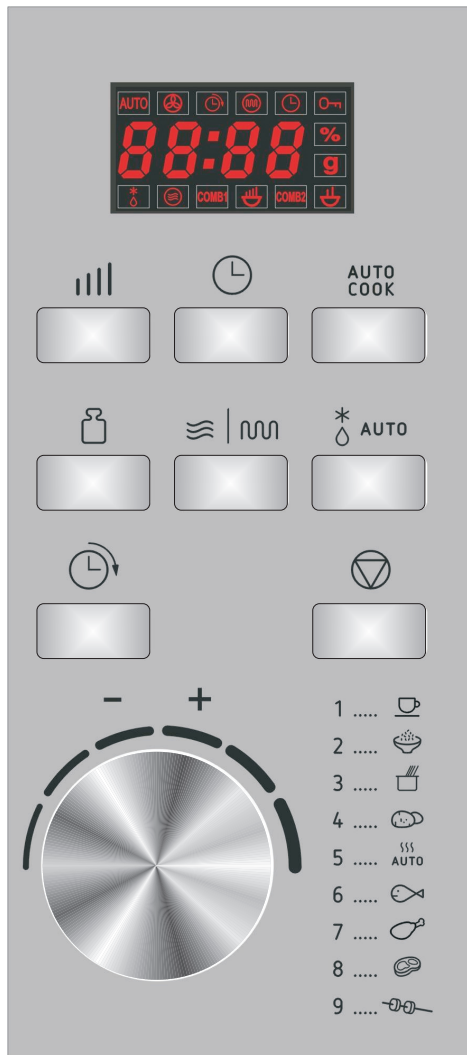 AUTO
88:88 %
g
COMB1 COMB2
AUTO
COOK
AUTO
- +
1 .....
2 .....
3 .....
4 .....
5 ..... AUTO
6 .....
7 .....
8 .....
9 .....